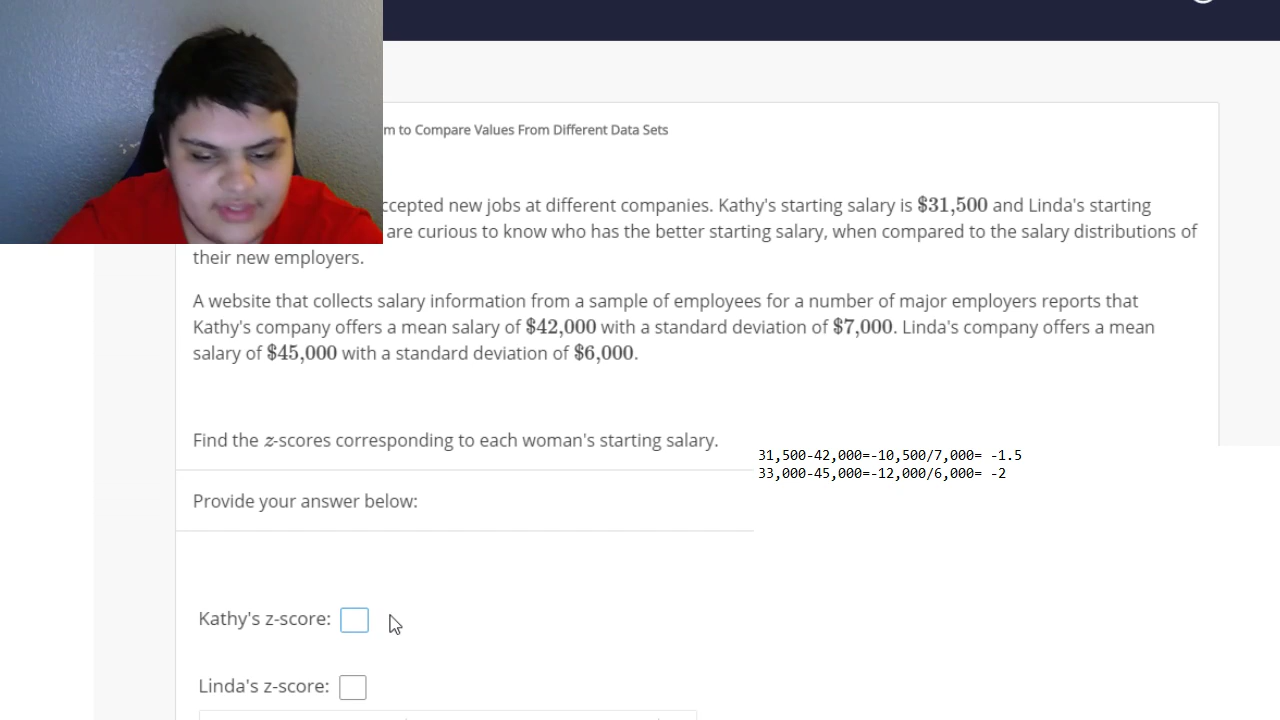 m to Compare Values From Different Data Sets
ccepted new jobs at different companies. Kathy's starting salary is $31,500 and Linda's starting
are curious to know who has the better starting salary, when compared to the salary distributions of
their new employers.
A website that collects salary information from a sample of employees for a number of major employers reports that
Kathy's company offers a mean salary of $42,000 with a standard deviation of $7,000. Linda's company offers a mean
salary of $45,000 with a standard deviation of $6,000.
Find the z-scores corresponding to each woman's starting salary.
31,500-42,000=-10,500/7,000= -1.5
33,000-45,000=-12,000/6,000= -2
Provide your answer below:
Kathy's z-score:
Linda's z-score: